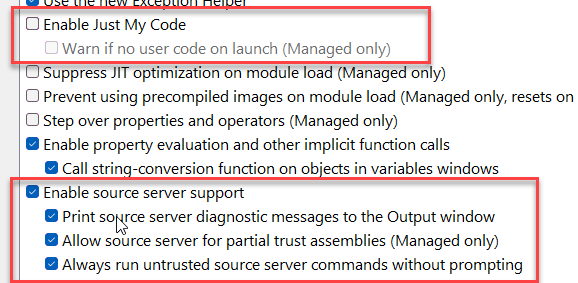 Use the new Exception Helper
Enable Just My Code
Warn if no user code on launch (Managed only)
Suppress JIT optimization on module load (Managed only)
Prevent using precompiled images on module load (Managed only, resets on
Step over properties and operators (Managed only)
Enable property evaluation and other implicit function calls
Call string-conversion function on objects in variables windows
Enable source server support
Print source server diagnostic messages to the Output window
Allow source server for partial trust assemblies (Managed only)
Always run untrusted source server commands without prompting